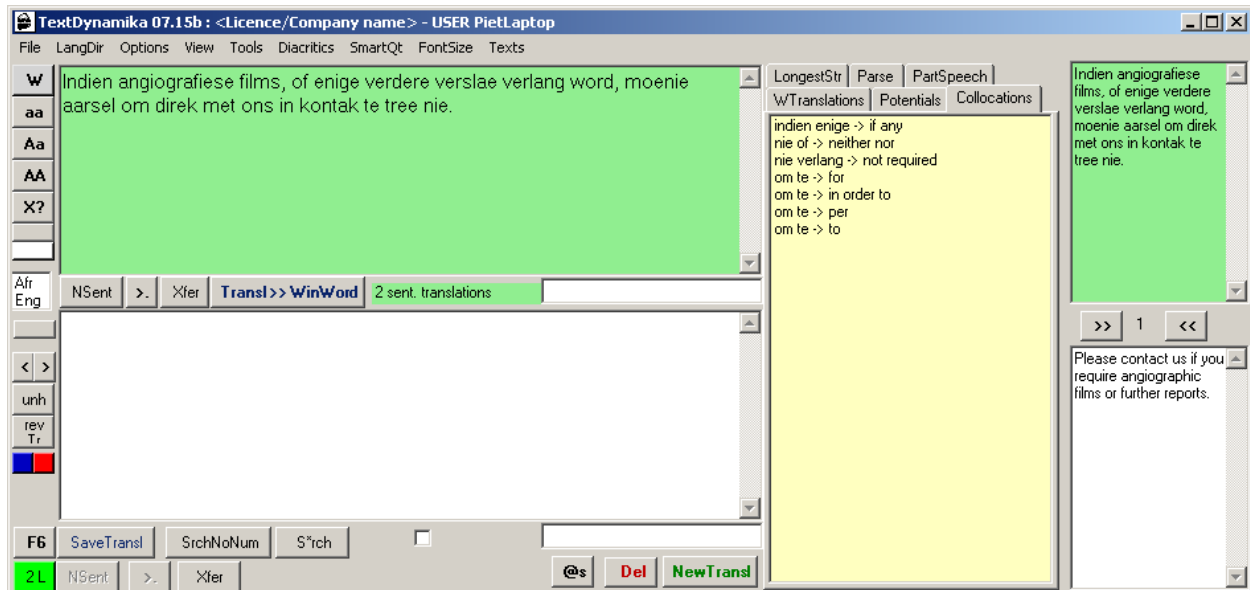 TextDynamika 07.15b : <Licence/Company name> - USER PietLaptop
File LangDir Options View Tools Diacritics SmartQt FontSize Texts
W
aa
Aa
AA
X?
Afr
Eng
< >
unh
rev
Tr
F6
2 L
Indien angiografiese films, of enige verdere verslae verlang word, moenie
aarsel om direk met ons in kontak te tree nie.
NSent >. Xfer Transl>>WinWord 2 sent. translations
SaveTransl SrchNoNum S*rch
NSent >. Xfer @s Del NewTransl
LongestStr Parse PartSpeech
WTranslations Potentials Collocations
indien enige -> if any
nie of -> neither nor
nie verlang -> not required
om te -> for
om te -> in order to
om te -> per
om te -> to
Indien angiografiese
films, of enige verdere
verslae verlang word,
moenie aarsel om direk
met ons in kontak te
tree nie.
>> 1 <<
Please contact us if you
require angiographic
films or further reports.